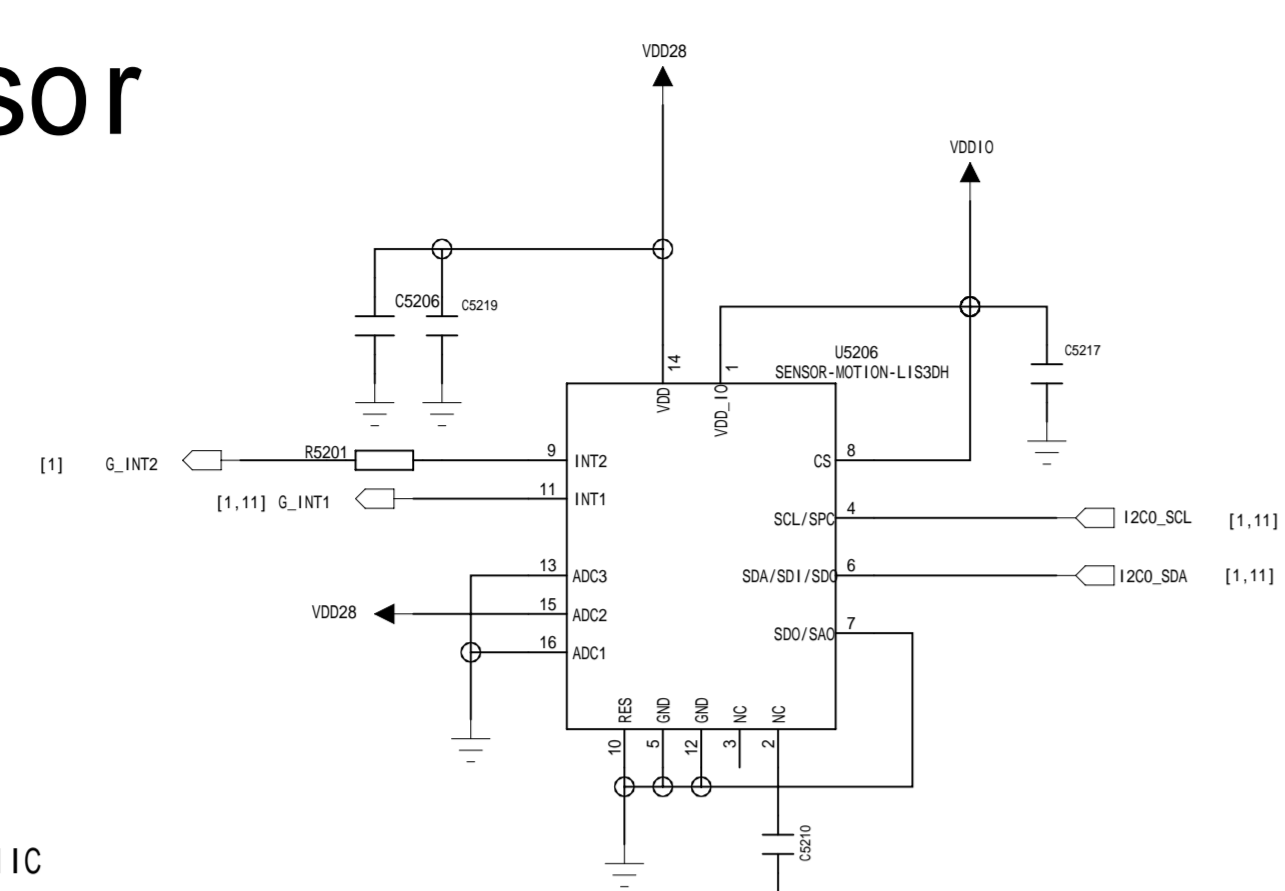 sor
VDD28
VDDIO
C5206
C5219
C5217
U5206
SENSOR-MOTION-LIS3DH
14
1
VDD
VDD_IO
[1] G_INT2
R5201
9
INT2
CS
8
[1,11] G_INT1
11
INT1
SCL/SPC
4
I2C0_SCL
[1,11]
13
ADC3
SDA/SDI/SDO
6
I2C0_SDA
[1,11]
VDD28
15
ADC2
16
ADC1
SDO/SAO
7
RES
GND
GND
NC
NC
10
5
12
3
2
C5210
IC